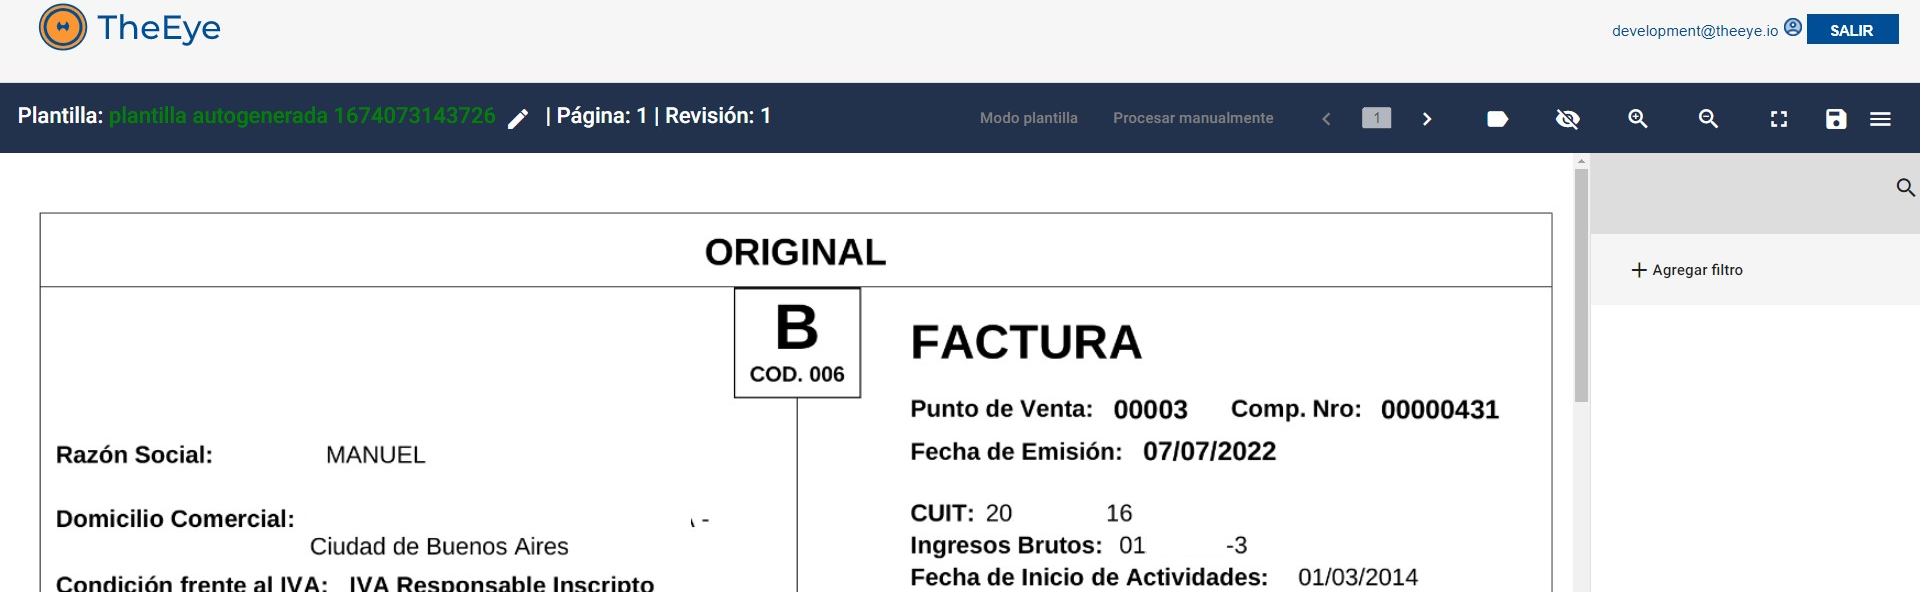 TheEye
development@theeye.io SALIR
Plantilla: plantilla autogenerada 1674073143726 | Página: 1 | Revisión: 1
Modo plantilla Procesar manualmente 1
Agregar filtro
ORIGINAL
B
COD. 006
FACTURA
Punto de Venta: 00003 Comp. Nro: 00000431
Fecha de Emisión: 07/07/2022
Razón Social: MANUEL
Domicilio Comercial: -
Ciudad de Buenos Aires
Condición frente al IVA: IVA Responsable Inscripto
CUIT: 20 16
Ingresos Brutos: 01 -3
Fecha de Inicio de Actividades: 01/03/2014